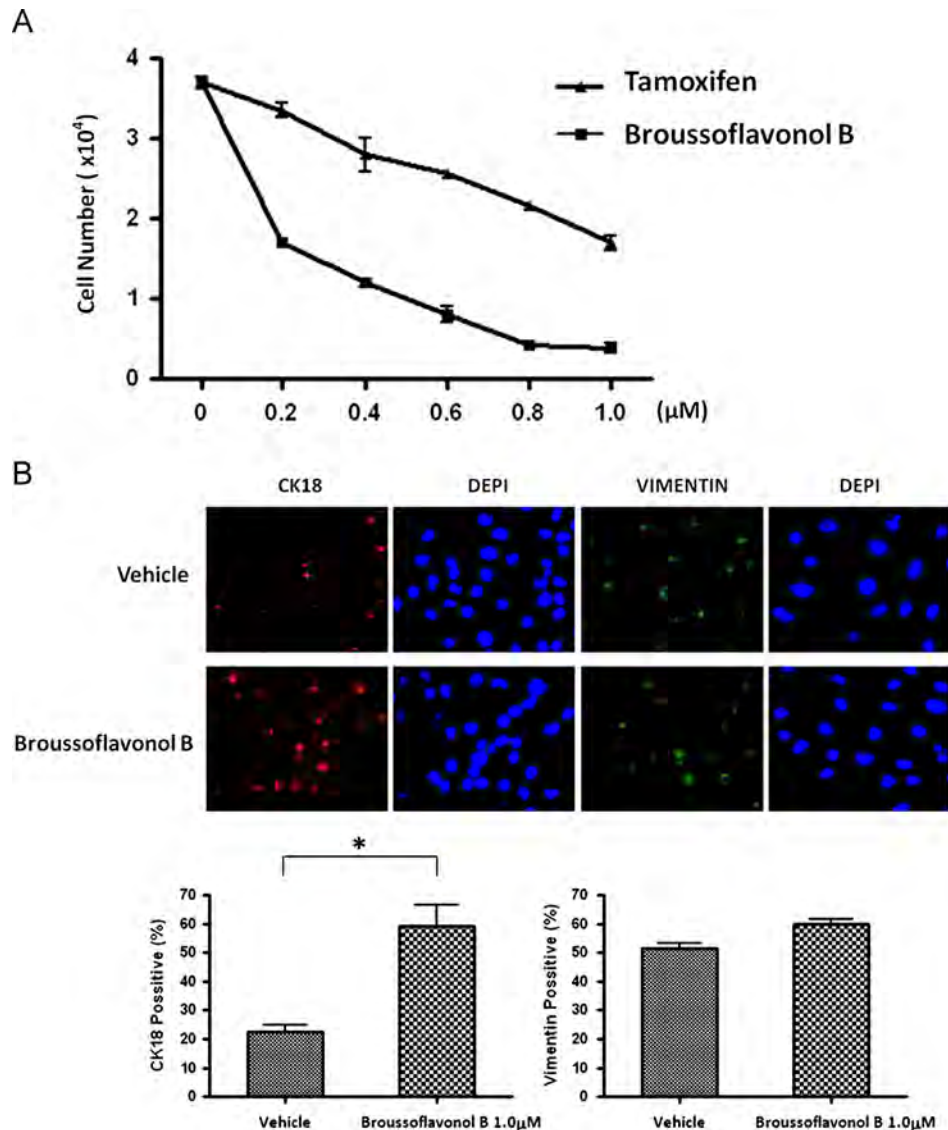 A
4
3
2
1
0
Cell Number ( x10⁴)
0 0.2 0.4 0.6 0.8 1.0 (μM)
Tamoxifen
Broussoflavonol B
B
CK18 DEPI VIMENTIN DEPI
Vehicle
Broussoflavonol B
*
70
60
50
40
30
20
10
0
CK18 Possitive (%)
Vehicle Broussoflavonol B 1.0μM
70
60
50
40
30
20
10
0
Vimentin Possitive (%)
Vehicle Broussoflavonol B 1.0μM